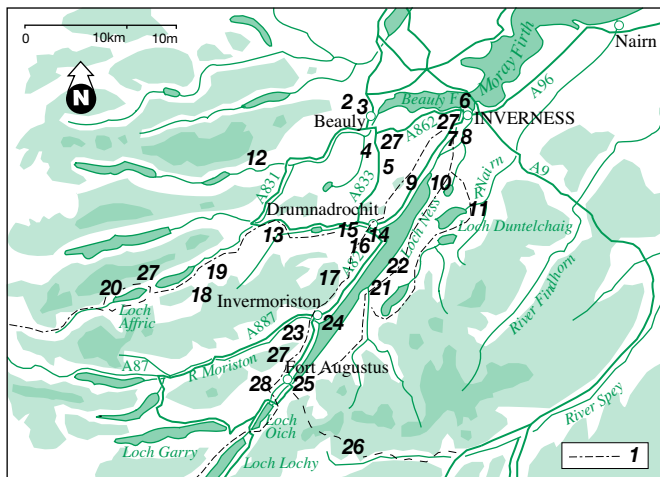 0 10km 10m
Nairn
Moray Firth
A96
N
2 3
Beauly F
6
Beauly
27
INVERNESS
A862
7 8
4
27
5
12
A831
A833
9
10
R Nairn
A9
Drumnadrochit
11
13
15
14
Loch Ness
Loch Duntelchaig
16
A82
20
27
19
18
17
22
21
River Findhorn
Loch
Affric
Invermoriston
24
A887
23
A87
R Moriston
27
28
Fort Augustus
25
River Spey
Loch
Oich
Loch Garry
26
Loch Lochy
1